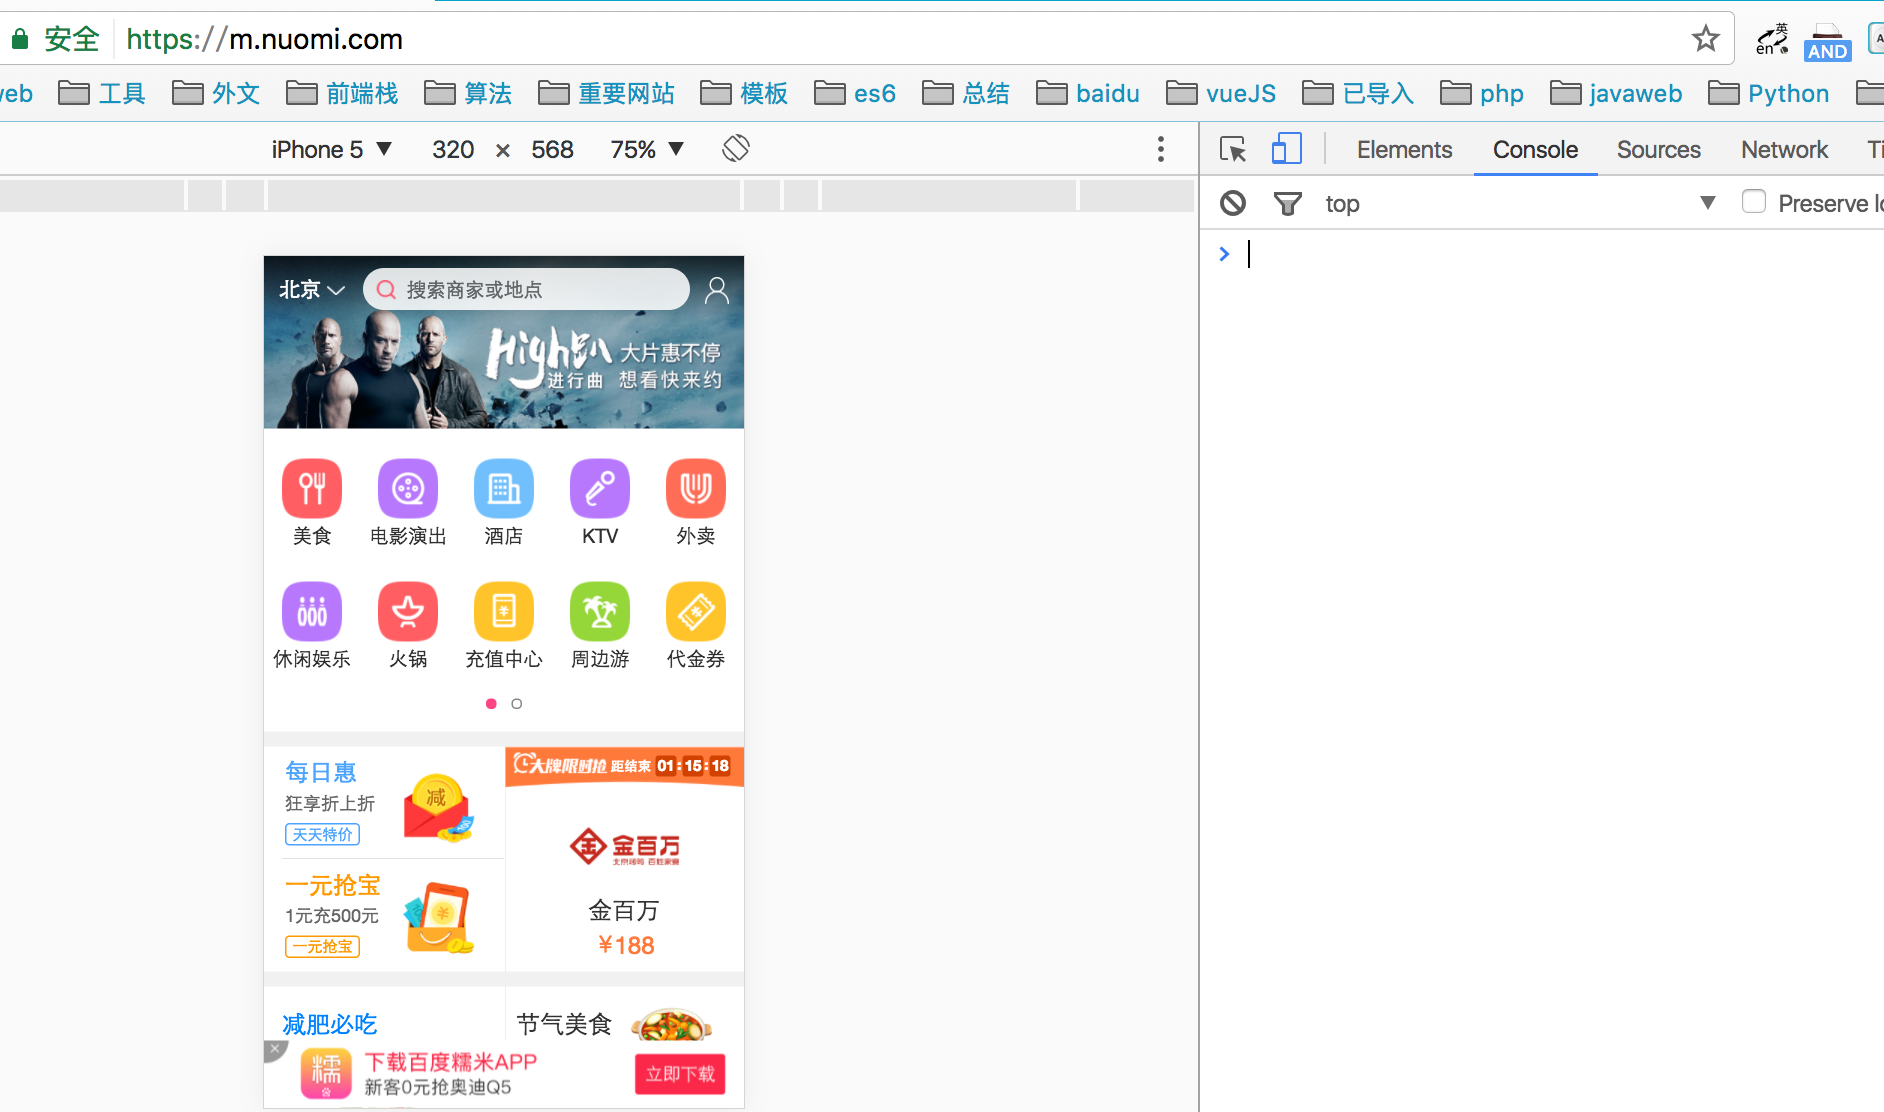 安全 https://m.nuomi.com
英
en
AND
web 工具 外文 前端栈 算法 重要网站 模板 es6 总结 baidu vueJS 已导入 php javaweb Python
iPhone 5 ▼ 320 × 568 75% ▼
Elements Console Sources Network Ti
top ▼ Preserve lo
北京 搜索商家或地点
High趴 大片惠不停
进行曲 想看快来约
美食 电影演出 酒店 KTV 外卖
休闲娱乐 火锅 充值中心 周边游 代金券
每日惠
狂享折上折
天天特价
减
一元抢宝
1元充500元
一元抢宝
大牌限时抢 距结束 01:15:18
金百万
金百万
¥188
减肥必吃 节气美食
糯
下载百度糯米APP
新客0元抢奥迪Q5
立即下载